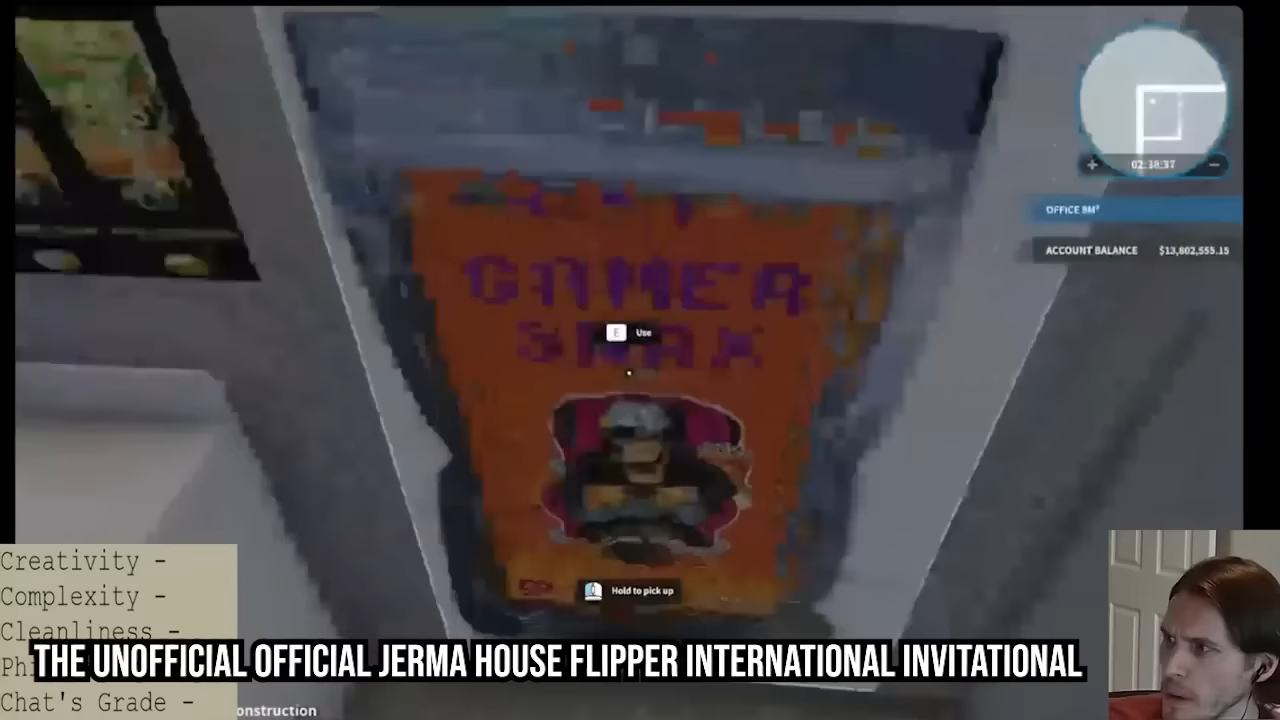 02:38:37
OFFICE 8M²
ACCOUNT BALANCE $13,802,555.15
GAMER
SNAX
E Use
Hold to pick up
Creativity -
Complexity -
Cleanliness -
THE UNOFFICIAL OFFICIAL JERMA HOUSE FLIPPER INTERNATIONAL INVITATIONAL
Chat's Grade -
onstruction